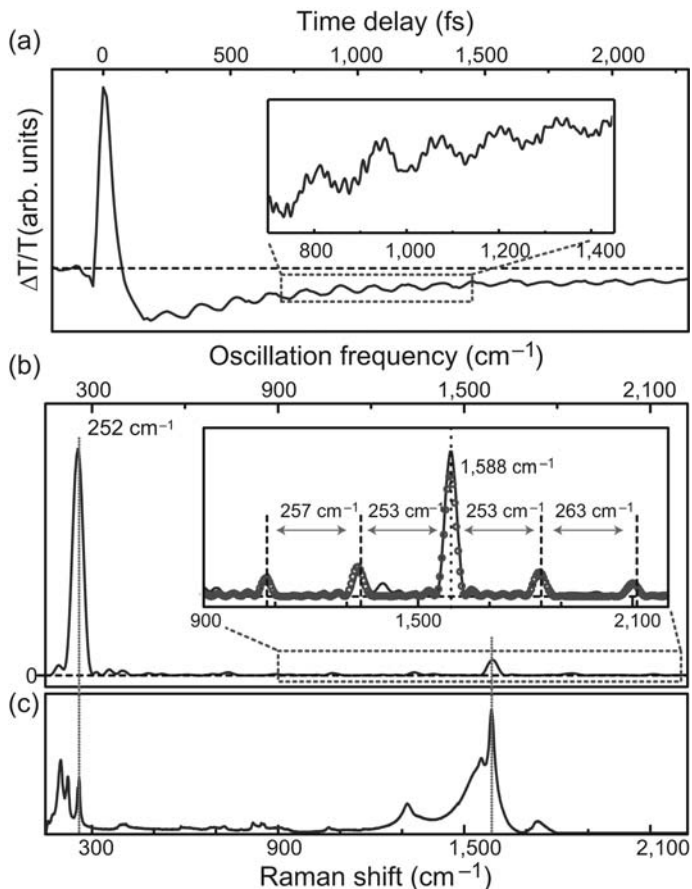 Time delay (fs)
(a)
0 500 1,000 1,500 2,000
ΔT/T(arb. units)
800 1,000 1,200 1,400
Oscillation frequency (cm⁻¹)
(b)
300 900 1,500 2,100
252 cm⁻¹
1,588 cm⁻¹
257 cm⁻¹ 253 cm⁻¹ 253 cm⁻¹ 263 cm⁻¹
900 1,500 2,100
0
(c)
300 900 1,500 2,100
Raman shift (cm⁻¹)